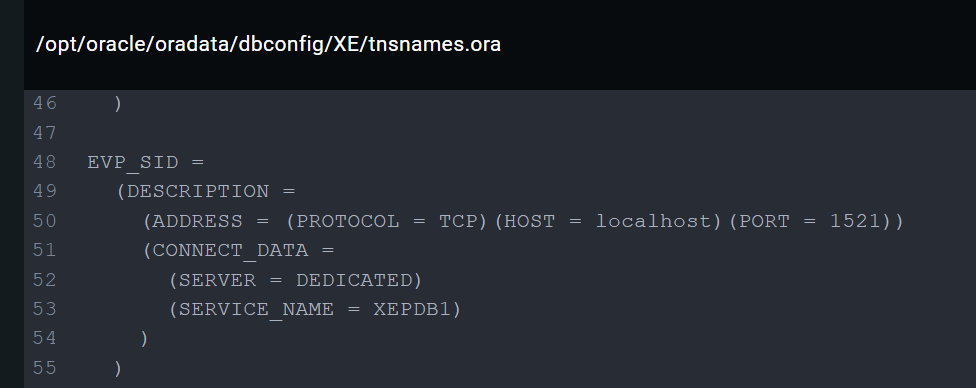 /opt/oracle/oradata/dbconfig/XE/tnsnames.ora
46 )
47
48 EVP_SID =
49 (DESCRIPTION =
50 (ADDRESS = (PROTOCOL = TCP)(HOST = localhost)(PORT = 1521))
51 (CONNECT_DATA =
52 (SERVER = DEDICATED)
53 (SERVICE_NAME = XEPDB1)
54 )
55 )